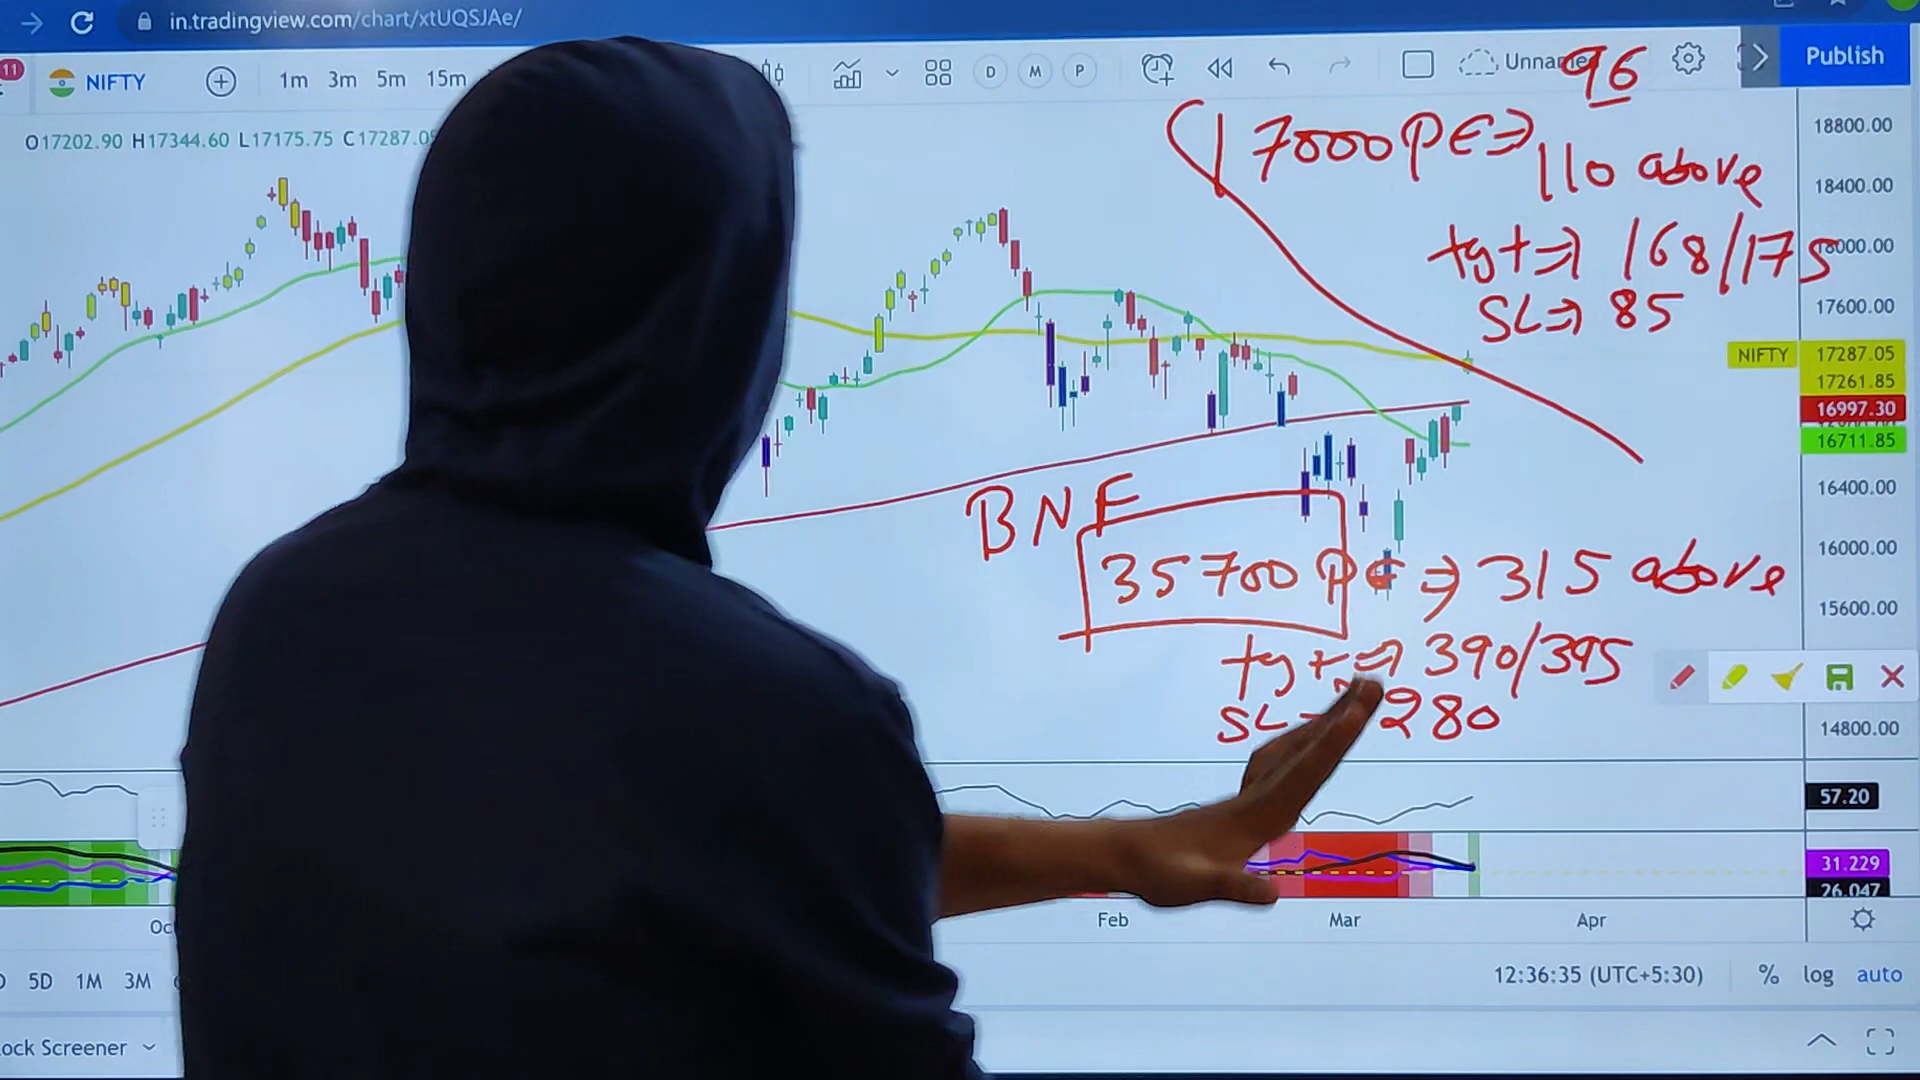 in.tradingview.com/chart/xtUQSJAe/
11
NIFTY 1m 3m 5m 15m D M P Publish
96
O17202.90 H17344.60 L17175.75 C17287.05
17000PE⇒ 110 above
tgt⇒ 168/175
SL⇒ 85
18800.00
18400.00
18000.00
17600.00
NIFTY 17287.05
17261.85
16997.30
16711.85
16400.00
16000.00
15600.00
14800.00
BNF
35700 PE ⇒ 315 above
tgt⇒ 390/395
280
57.20
31.229
26.047
Feb Mar Apr
5D 1M 3M
12:36:35 (UTC+5:30) % log auto
Screener